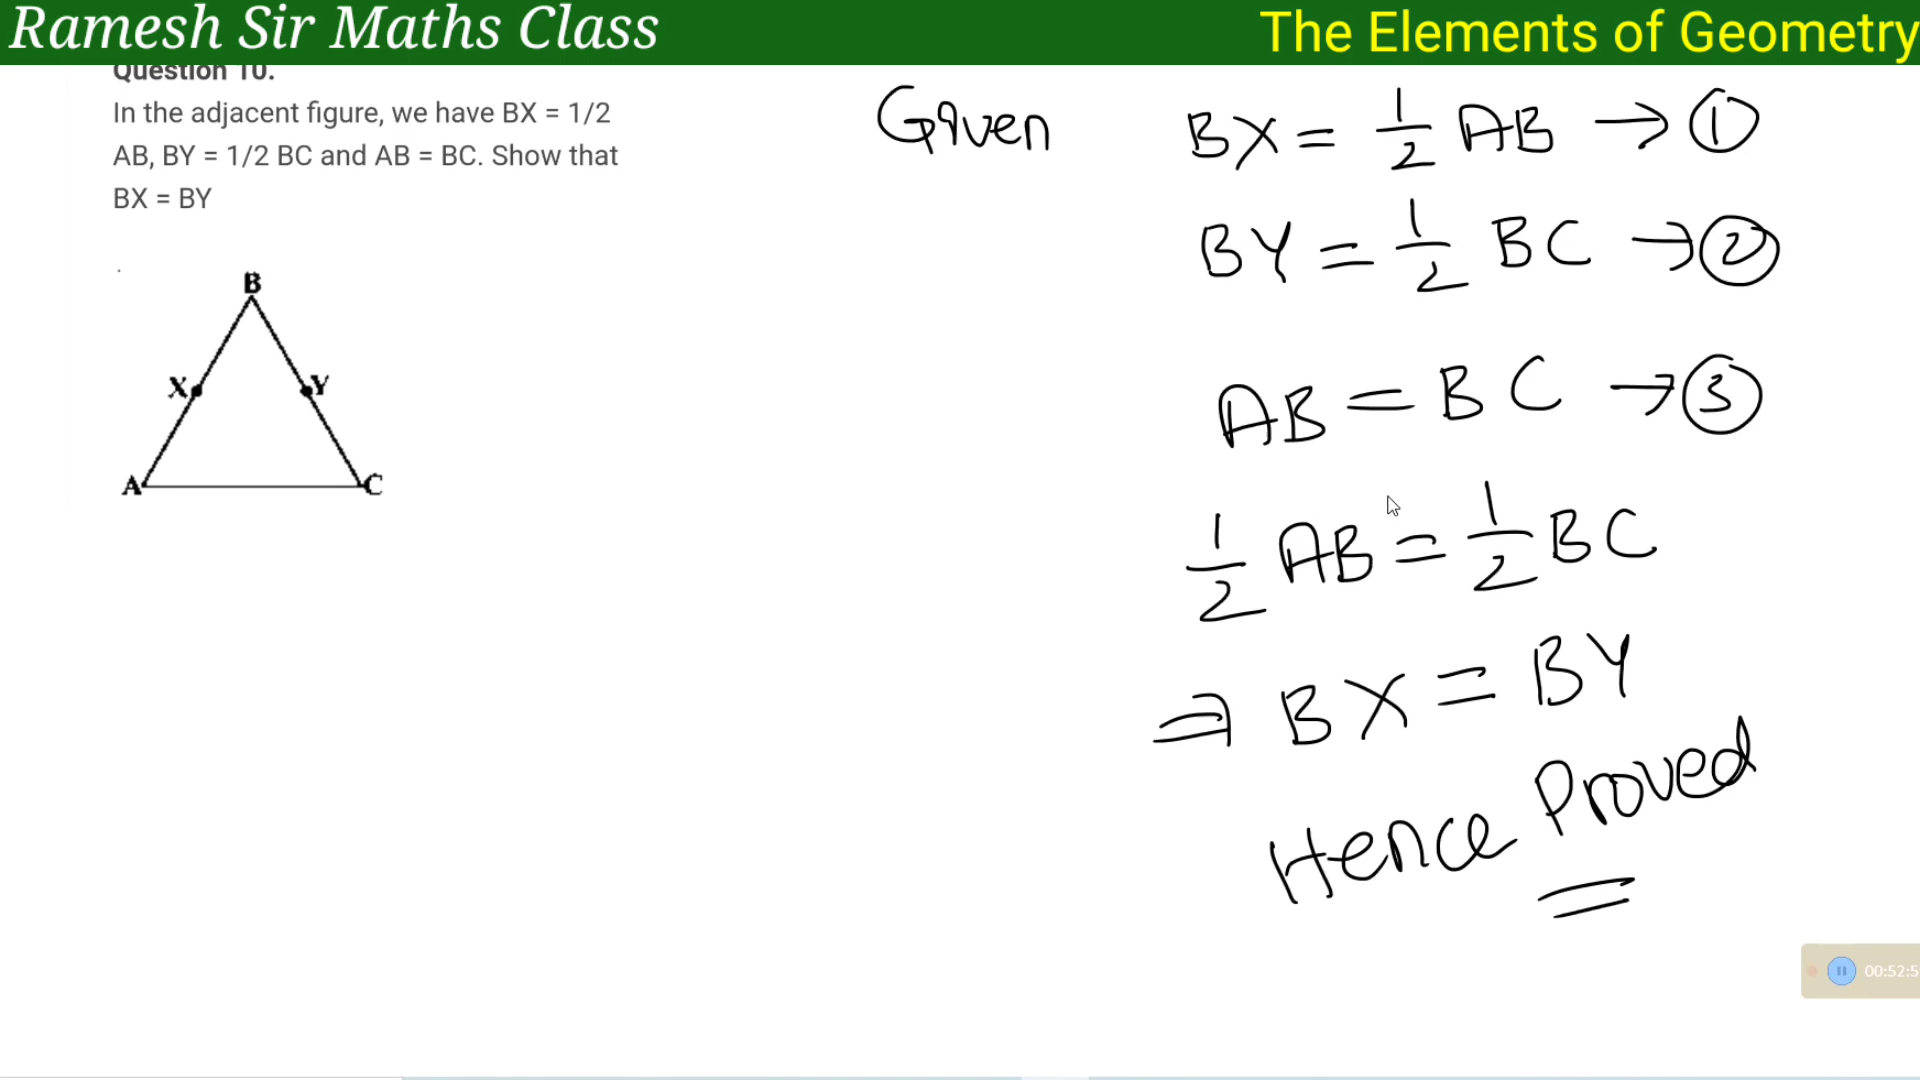 Ramesh Sir Maths Class
The Elements of Geometry
Question 10.
In the adjacent figure, we have BX = 1/2
AB, BY = 1/2 BC and AB = BC. Show that
BX = BY
B
X
Y
A
C
Given BX = 1/2 AB → ①
BY = 1/2 BC → ②
AB = BC → ③
1/2 AB = 1/2 BC
⇒ BX = BY
Hence Proved
00:52:5